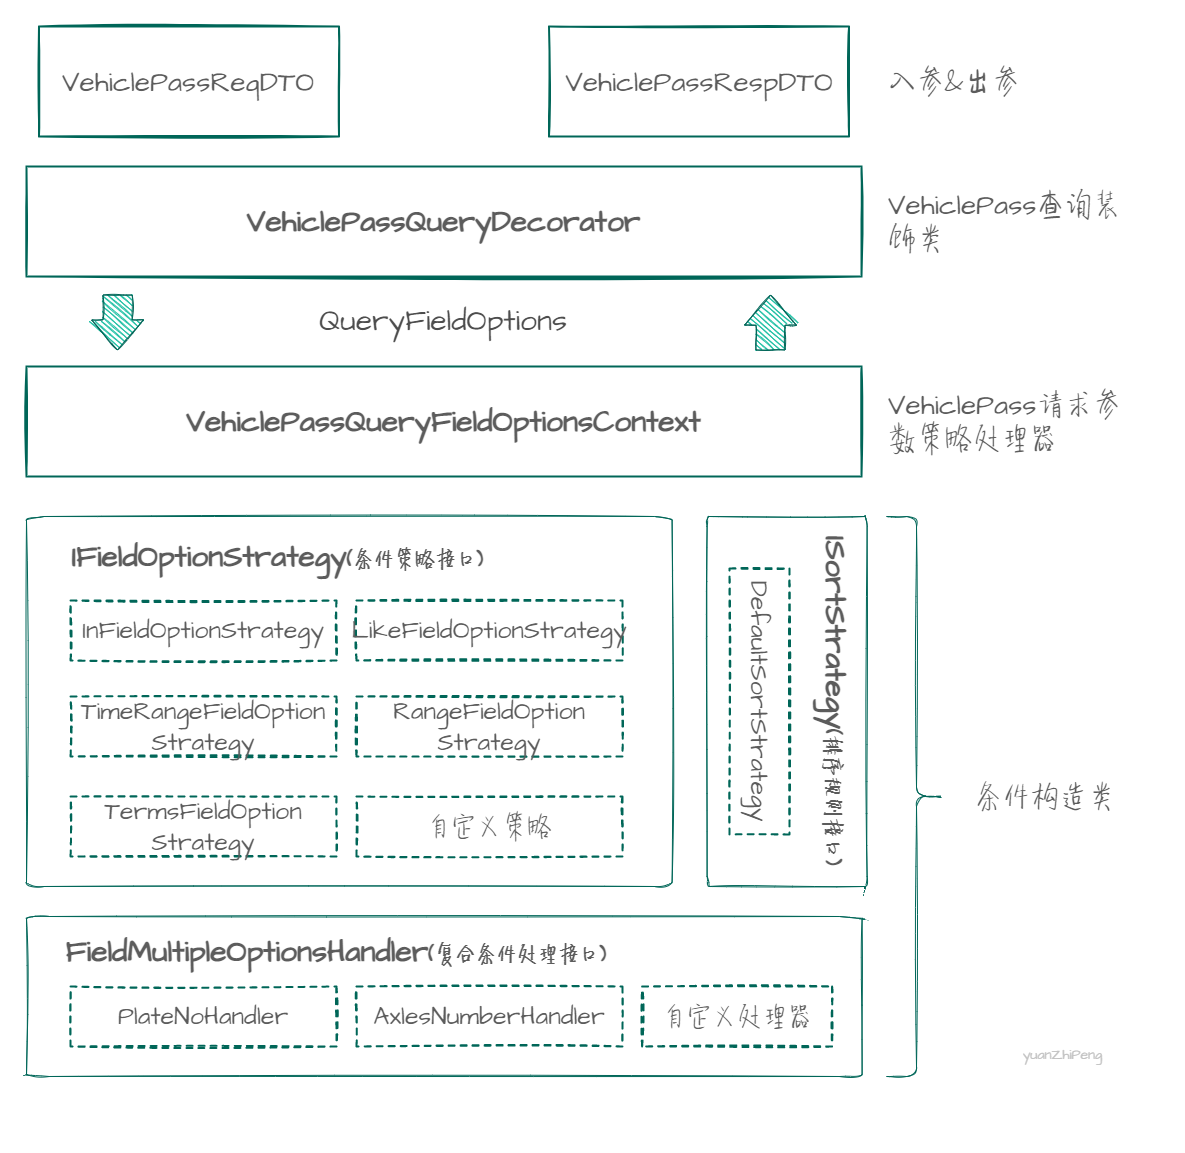 VehiclePassReqDTO
VehiclePassRespDTO
入参&出参
VehiclePassQueryDecorator
VehiclePass查询装
饰类
QueryFieldOptions
VehiclePassQueryFieldOptionsContext
VehiclePass请求参
数策略处理器
IFieldOptionStrategy(条件策略接口)
InFieldOptionStrategy
LikeFieldOptionStrategy
TimeRangeFieldOption
Strategy
RangeFieldOption
Strategy
TermsFieldOption
Strategy
自定义策略
ISortStrategy(排序规则接口)
DefaultSortStrategy
条件构造类
FieldMultipleOptionsHandler(复合条件处理接口)
PlateNoHandler
AxlesNumberHandler
自定义处理器
yuanZhiPeng